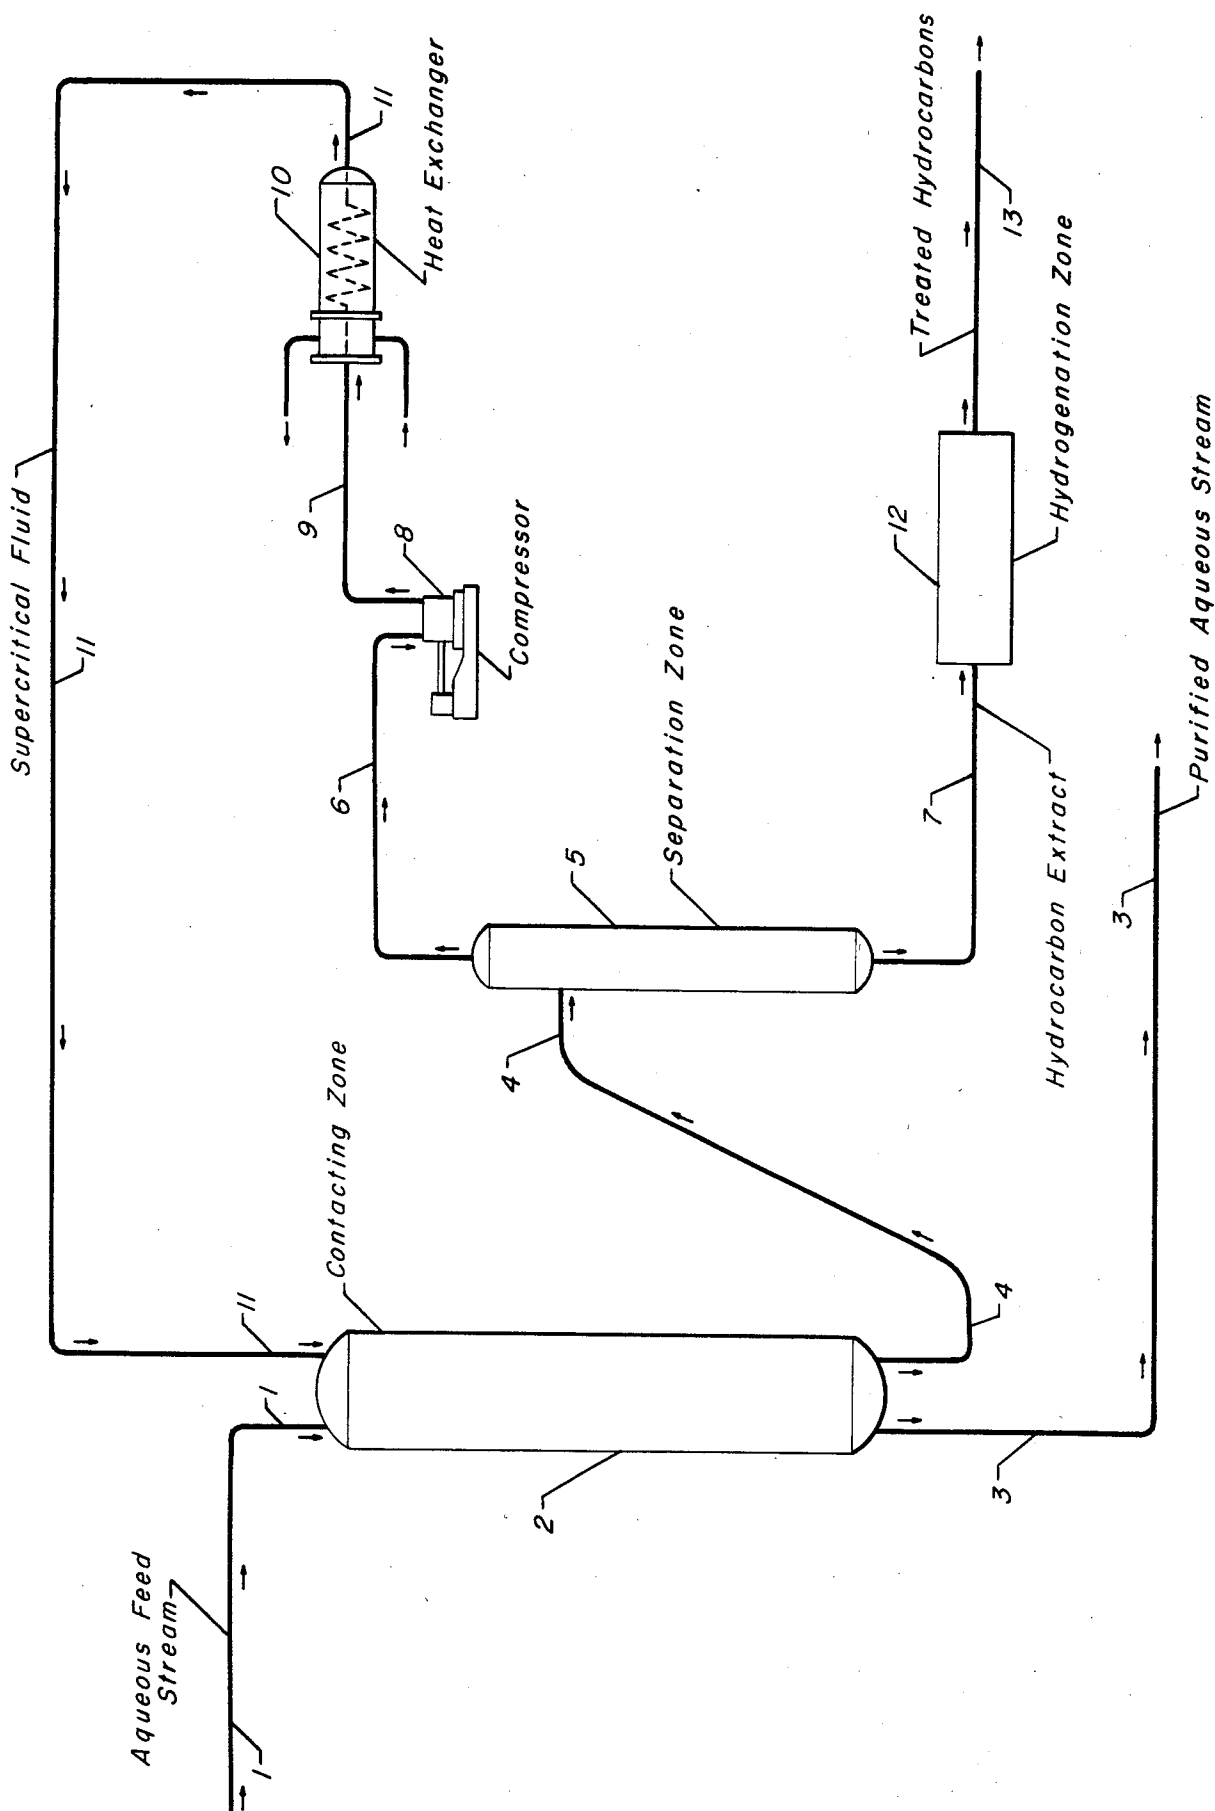 Supercritical Fluid
11
10
11
Heat Exchanger
9
8
Compressor
6
Aqueous Feed
Stream
1
1
11
Contacting Zone
2
4
4
5
Separation Zone
7
Hydrocarbon Extract
12
Hydrogenation Zone
Treated Hydrocarbons
13
3
3
Purified Aqueous Stream